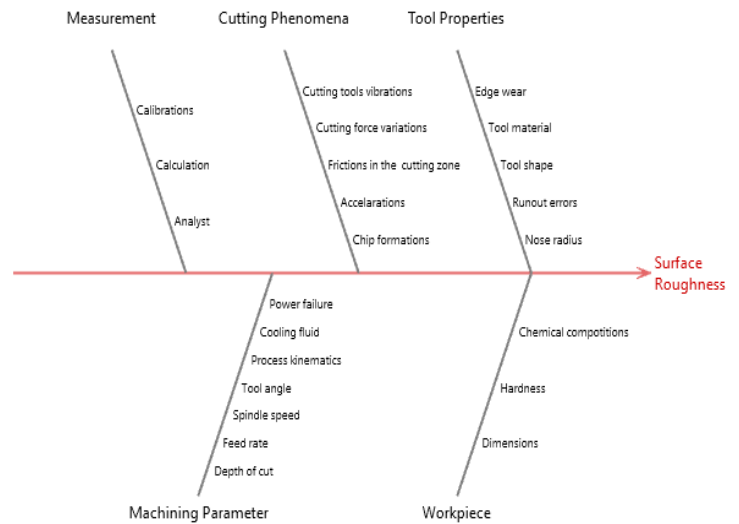 Measurement
Cutting Phenomena
Tool Properties
Calibrations
Calculation
Analyst
Cutting tools vibrations
Cutting force variations
Frictions in the cutting zone
Accelarations
Chip formations
Edge wear
Tool material
Tool shape
Runout errors
Nose radius
Surface
Roughness
Power failure
Cooling fluid
Process kinematics
Tool angle
Spindle speed
Feed rate
Depth of cut
Chemical compotitions
Hardness
Dimensions
Machining Parameter
Workpiece